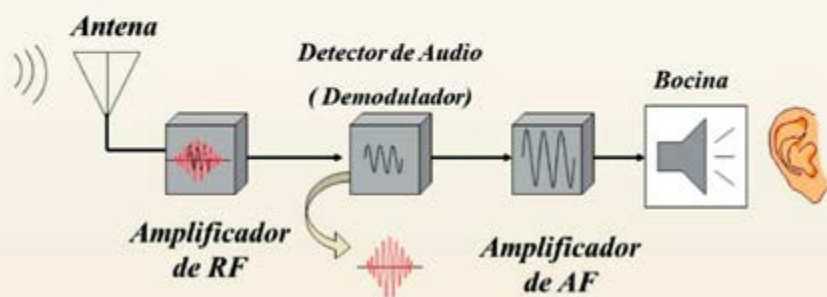 Antena
Detector de Audio
( Demodulador)
Bocina
Amplificador
de RF
Amplificador
de AF